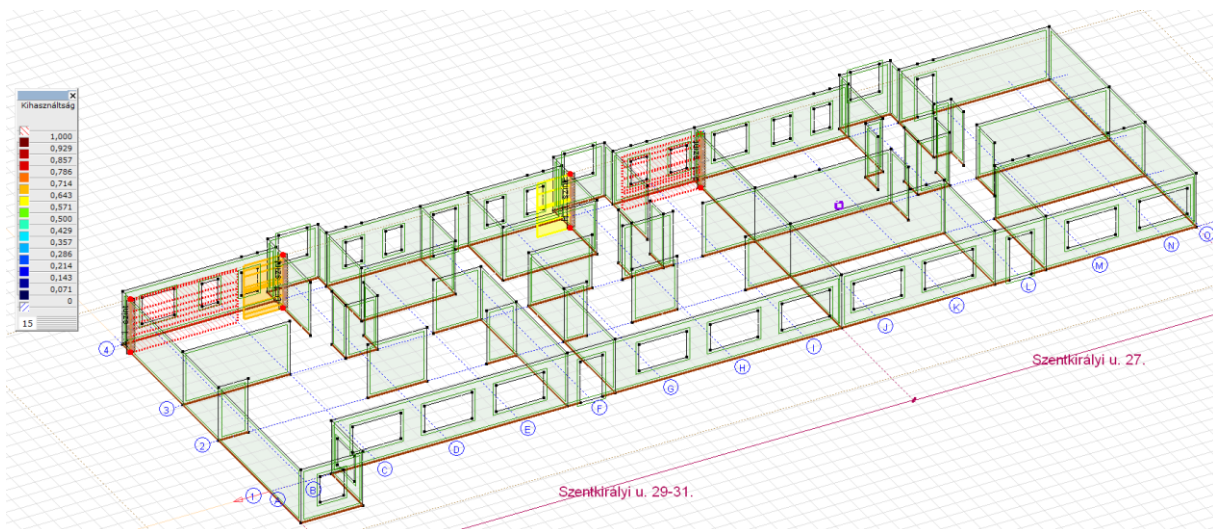 Kihasználtság
1,000
0,929
0,857
0,786
0,714
0,643
0,571
0,500
0,429
0,357
0,286
0,214
0,143
0,071
0
15
4
3
2
1
A
B
C
D
E
F
G
H
I
J
K
L
M
N
O
Szentkirályi u. 27.
Szentkirályi u. 29-31.